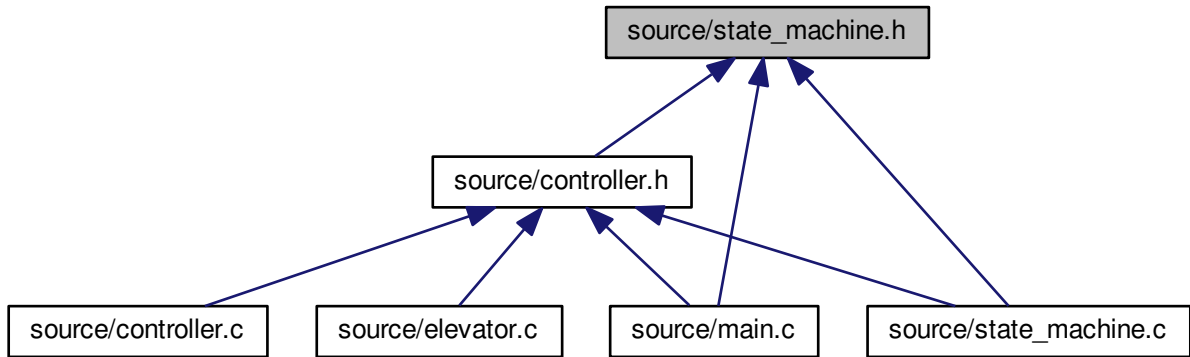 source/state_machine.h
source/controller.h
source/controller.c
source/elevator.c
source/main.c
source/state_machine.c